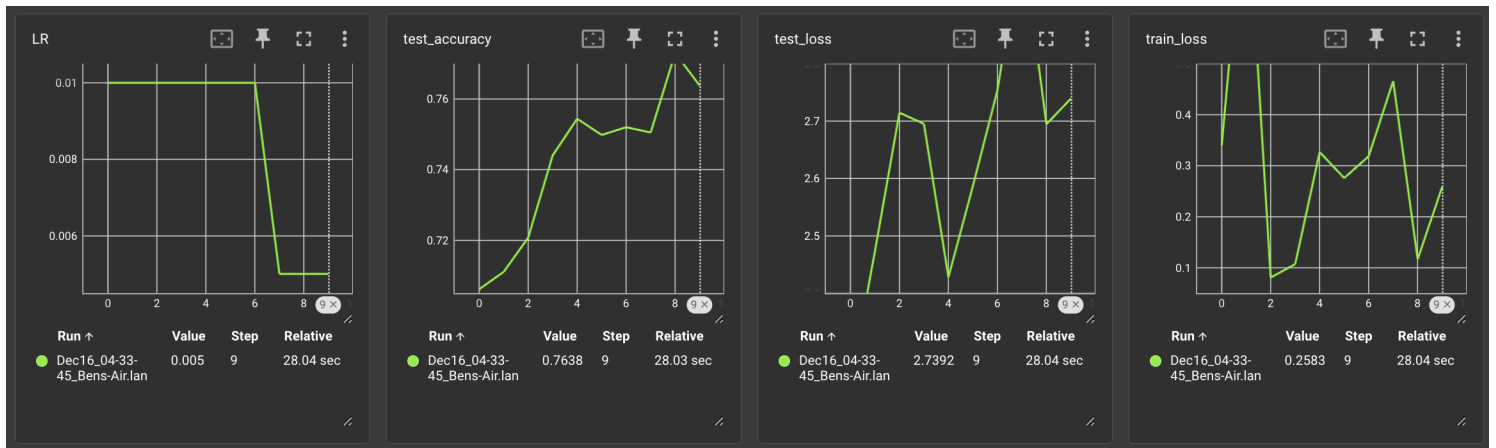 LR
0.01
0.008
0.006
0 2 4 6 8 9 ×
Run ↑ Value Step Relative
Dec16_04-33- 0.005 9 28.04 sec
45_Bens-Air.lan
test_accuracy
0.76
0.74
0.72
0 2 4 6 8 9 ×
Run ↑ Value Step Relative
Dec16_04-33- 0.7638 9 28.03 sec
45_Bens-Air.lan
test_loss
2.7
2.6
2.5
0 2 4 6 8 9 ×
Run ↑ Value Step Relative
Dec16_04-33- 2.7392 9 28.04 sec
45_Bens-Air.lan
train_loss
0.4
0.3
0.2
0.1
0 2 4 6 8 9 ×
Run ↑ Value Step Relative
Dec16_04-33- 0.2583 9 28.04 sec
45_Bens-Air.lan